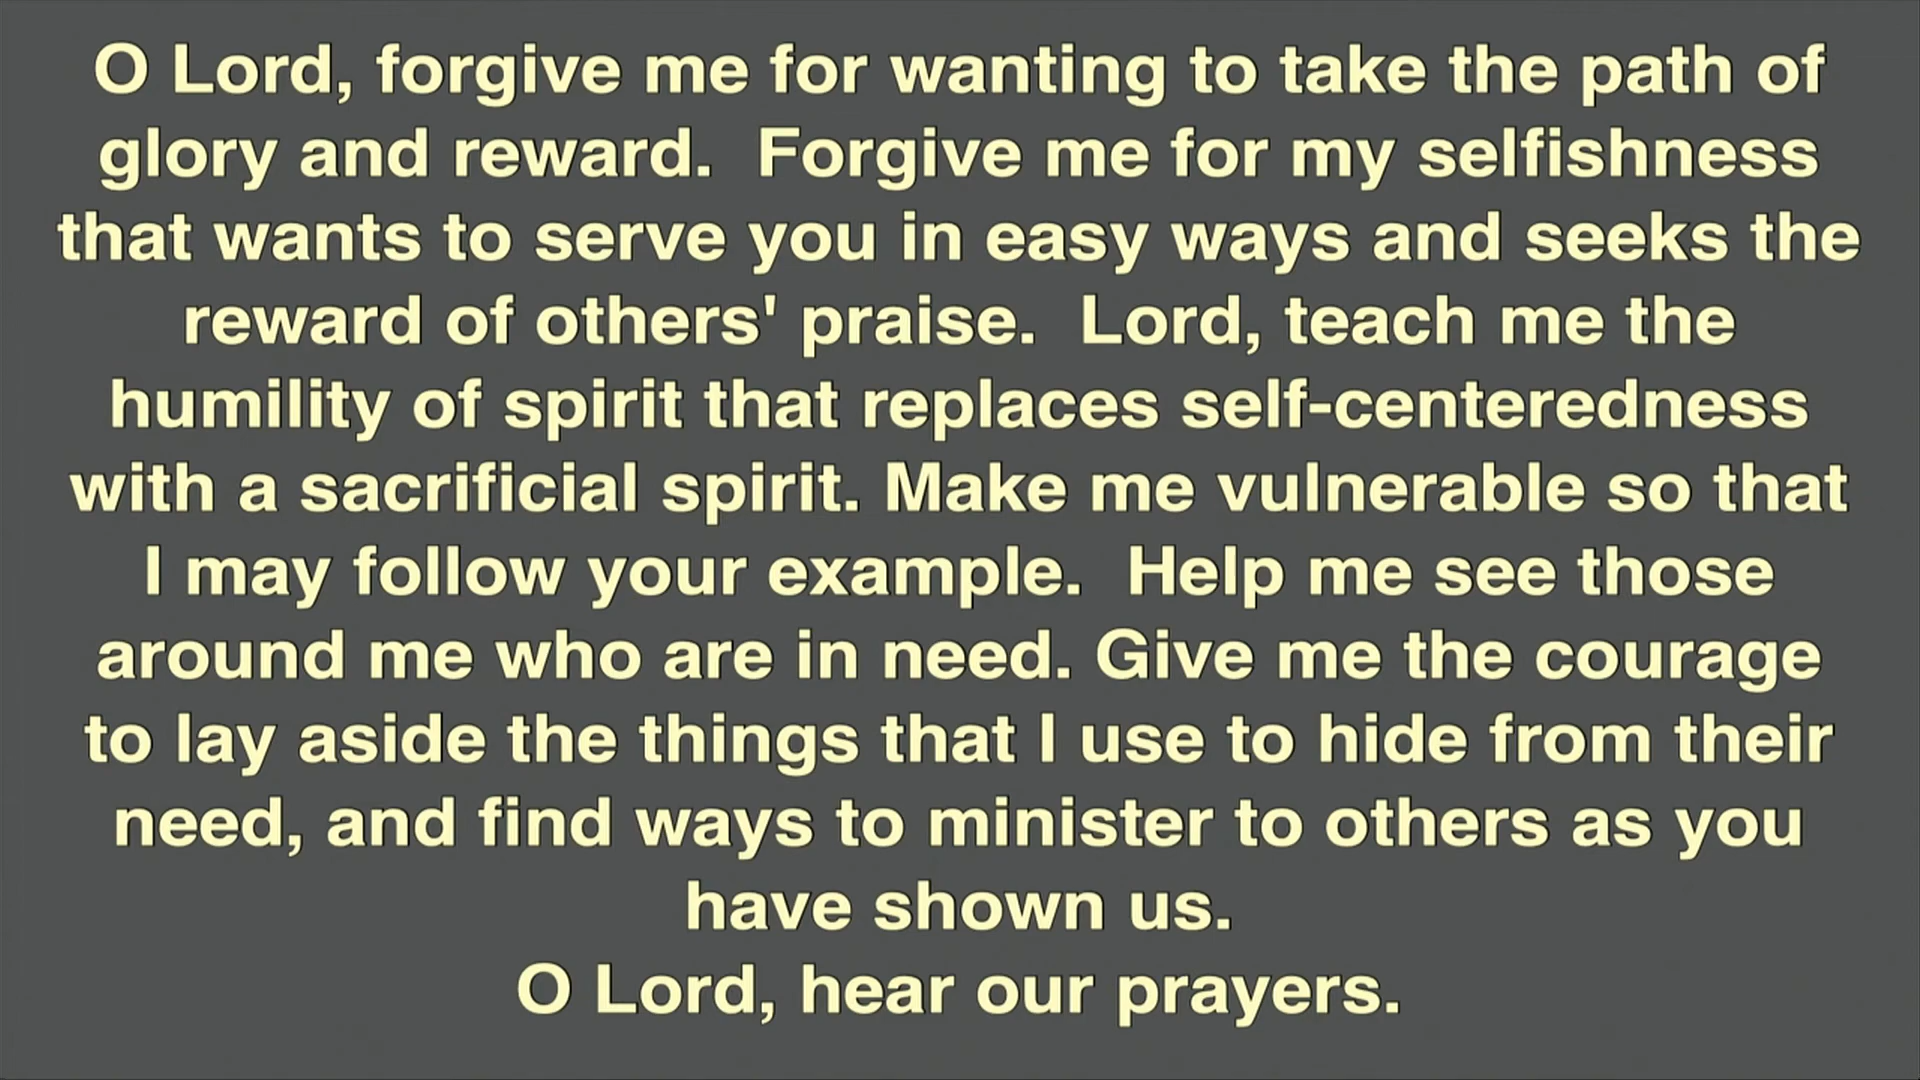 O Lord, forgive me for wanting to take the path of
glory and reward.  Forgive me for my selfishness
that wants to serve you in easy ways and seeks the
reward of others' praise.  Lord, teach me the
humility of spirit that replaces self-centeredness
with a sacrificial spirit. Make me vulnerable so that
I may follow your example.  Help me see those
around me who are in need. Give me the courage
to lay aside the things that I use to hide from their
need, and find ways to minister to others as you
have shown us.
O Lord, hear our prayers.